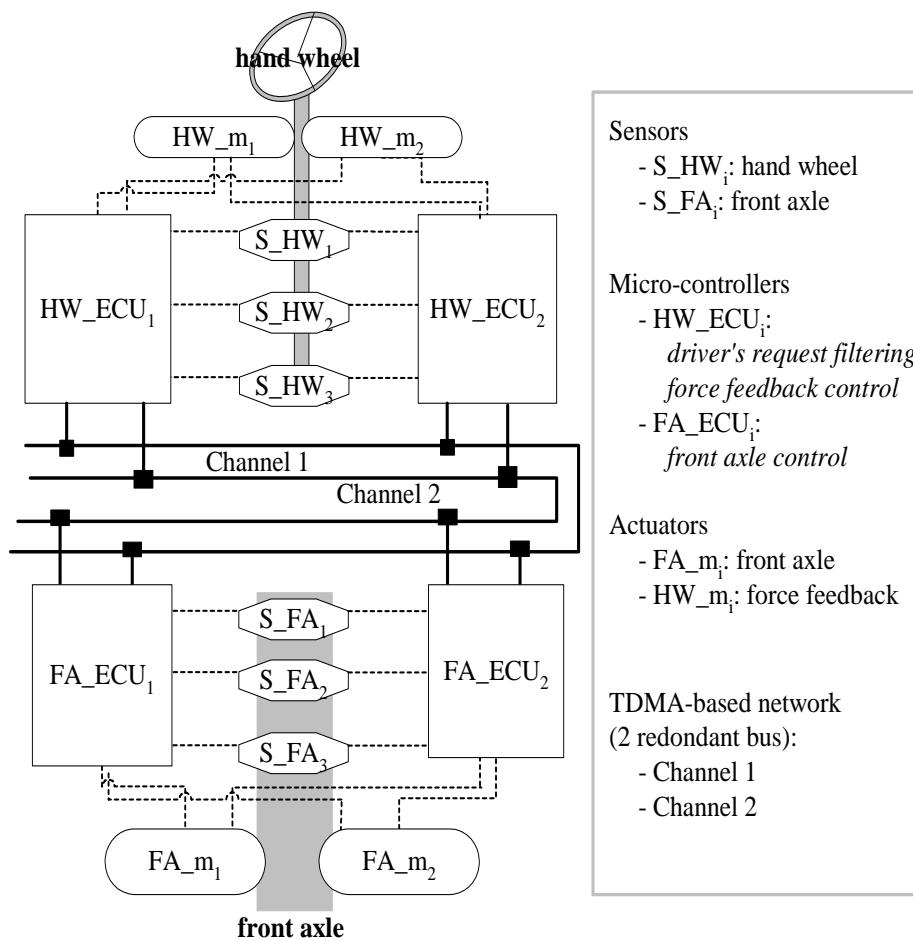 hand wheel
HW_m1
HW_m2
S_HW1
HW_ECU1
S_HW2
HW_ECU2
S_HW3
Channel 1
Channel 2
S_FA1
FA_ECU1
S_FA2
FA_ECU2
S_FA3
FA_m1
FA_m2
front axle
Sensors
- S_HWi: hand wheel
- S_FAi: front axle
Micro-controllers
- HW_ECUi:
driver's request filtering
force feedback control
- FA_ECUi:
front axle control
Actuators
- FA_mi: front axle
- HW_mi: force feedback
TDMA-based network
(2 redondant bus):
- Channel 1
- Channel 2